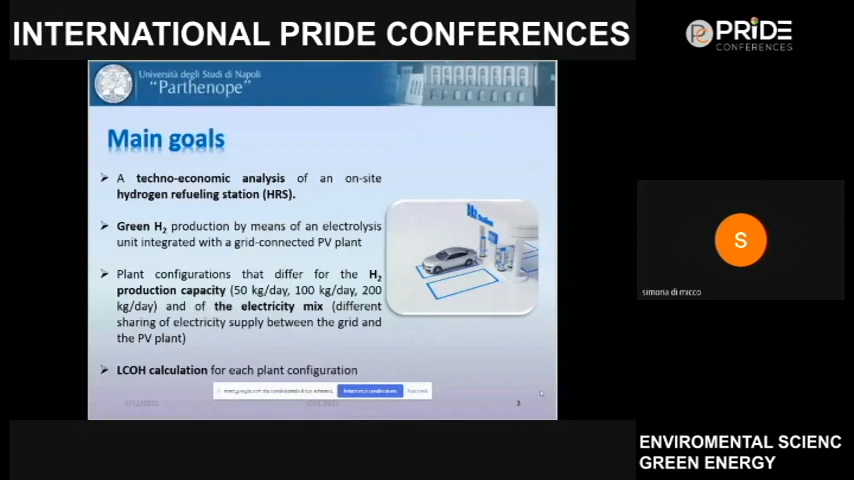 INTERNATIONAL PRIDE CONFERENCES
PRIDE
CONFERENCES
Università degli Studi di Napoli
"Parthenope"
Main goals
A techno-economic analysis of an on-site
hydrogen refueling station (HRS).
Green H2 production by means of an electrolysis
unit integrated with a grid-connected PV plant
Plant configurations that differ for the H2
production capacity (50 kg/day, 100 kg/day, 200
kg/day) and of the electricity mix (different
sharing of electricity supply between the grid and
the PV plant)
LCOH calculation for each plant configuration
H2
3
S
simona di micco
ENVIROMENTAL SCIENC
GREEN ENERGY